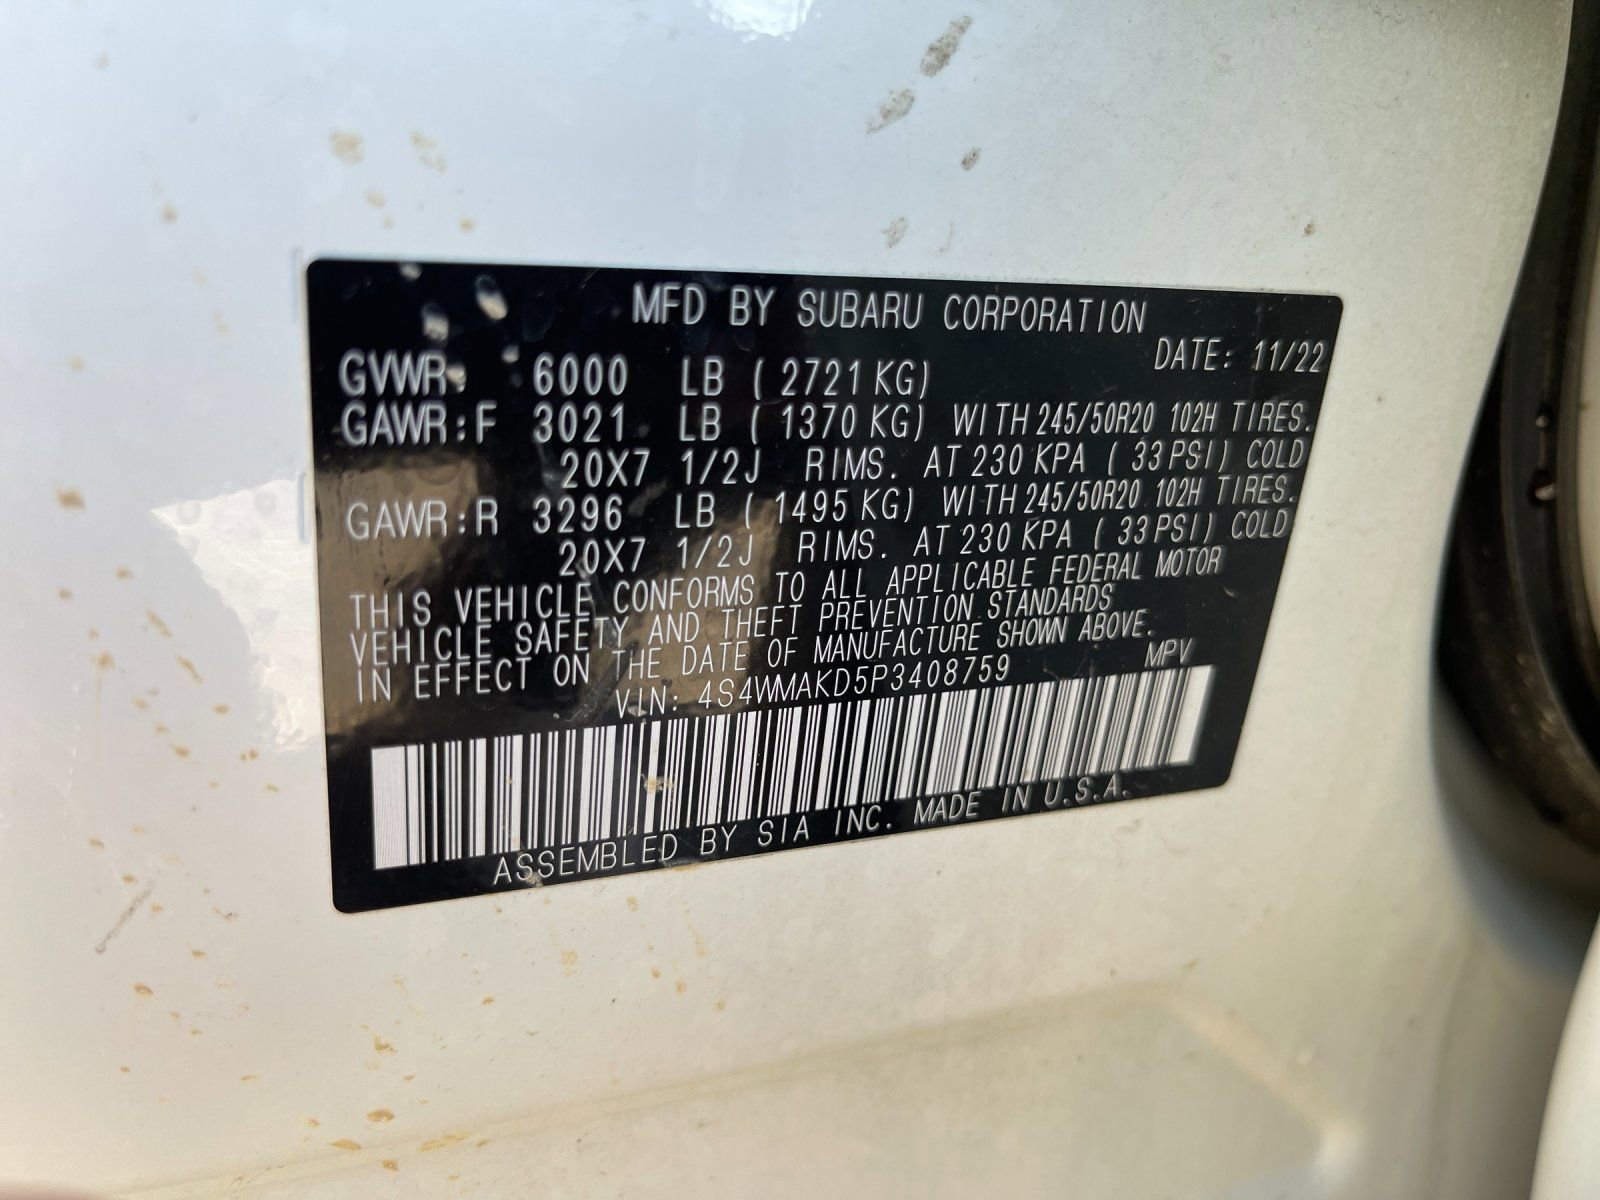 MFD BY SUBARU CORPORATION
DATE: 11/22
GVWR: 6000 LB ( 2721 KG)
GAWR:F 3021 LB ( 1370 KG) WITH 245/50R20 102H TIRES.
20X7 1/2J RIMS. AT 230 KPA ( 33 PSI) COLD
GAWR:R 3296 LB ( 1495 KG) WITH 245/50R20 102H TIRES.
20X7 1/2J RIMS. AT 230 KPA ( 33 PSI) COLD
THIS VEHICLE CONFORMS TO ALL APPLICABLE FEDERAL MOTOR
VEHICLE SAFETY AND THEFT PREVENTION STANDARDS
IN EFFECT ON THE DATE OF MANUFACTURE SHOWN ABOVE.
VIN: 4S4WMAKD5P3408759 MPV
ASSEMBLED BY SIA INC. MADE IN U.S.A.